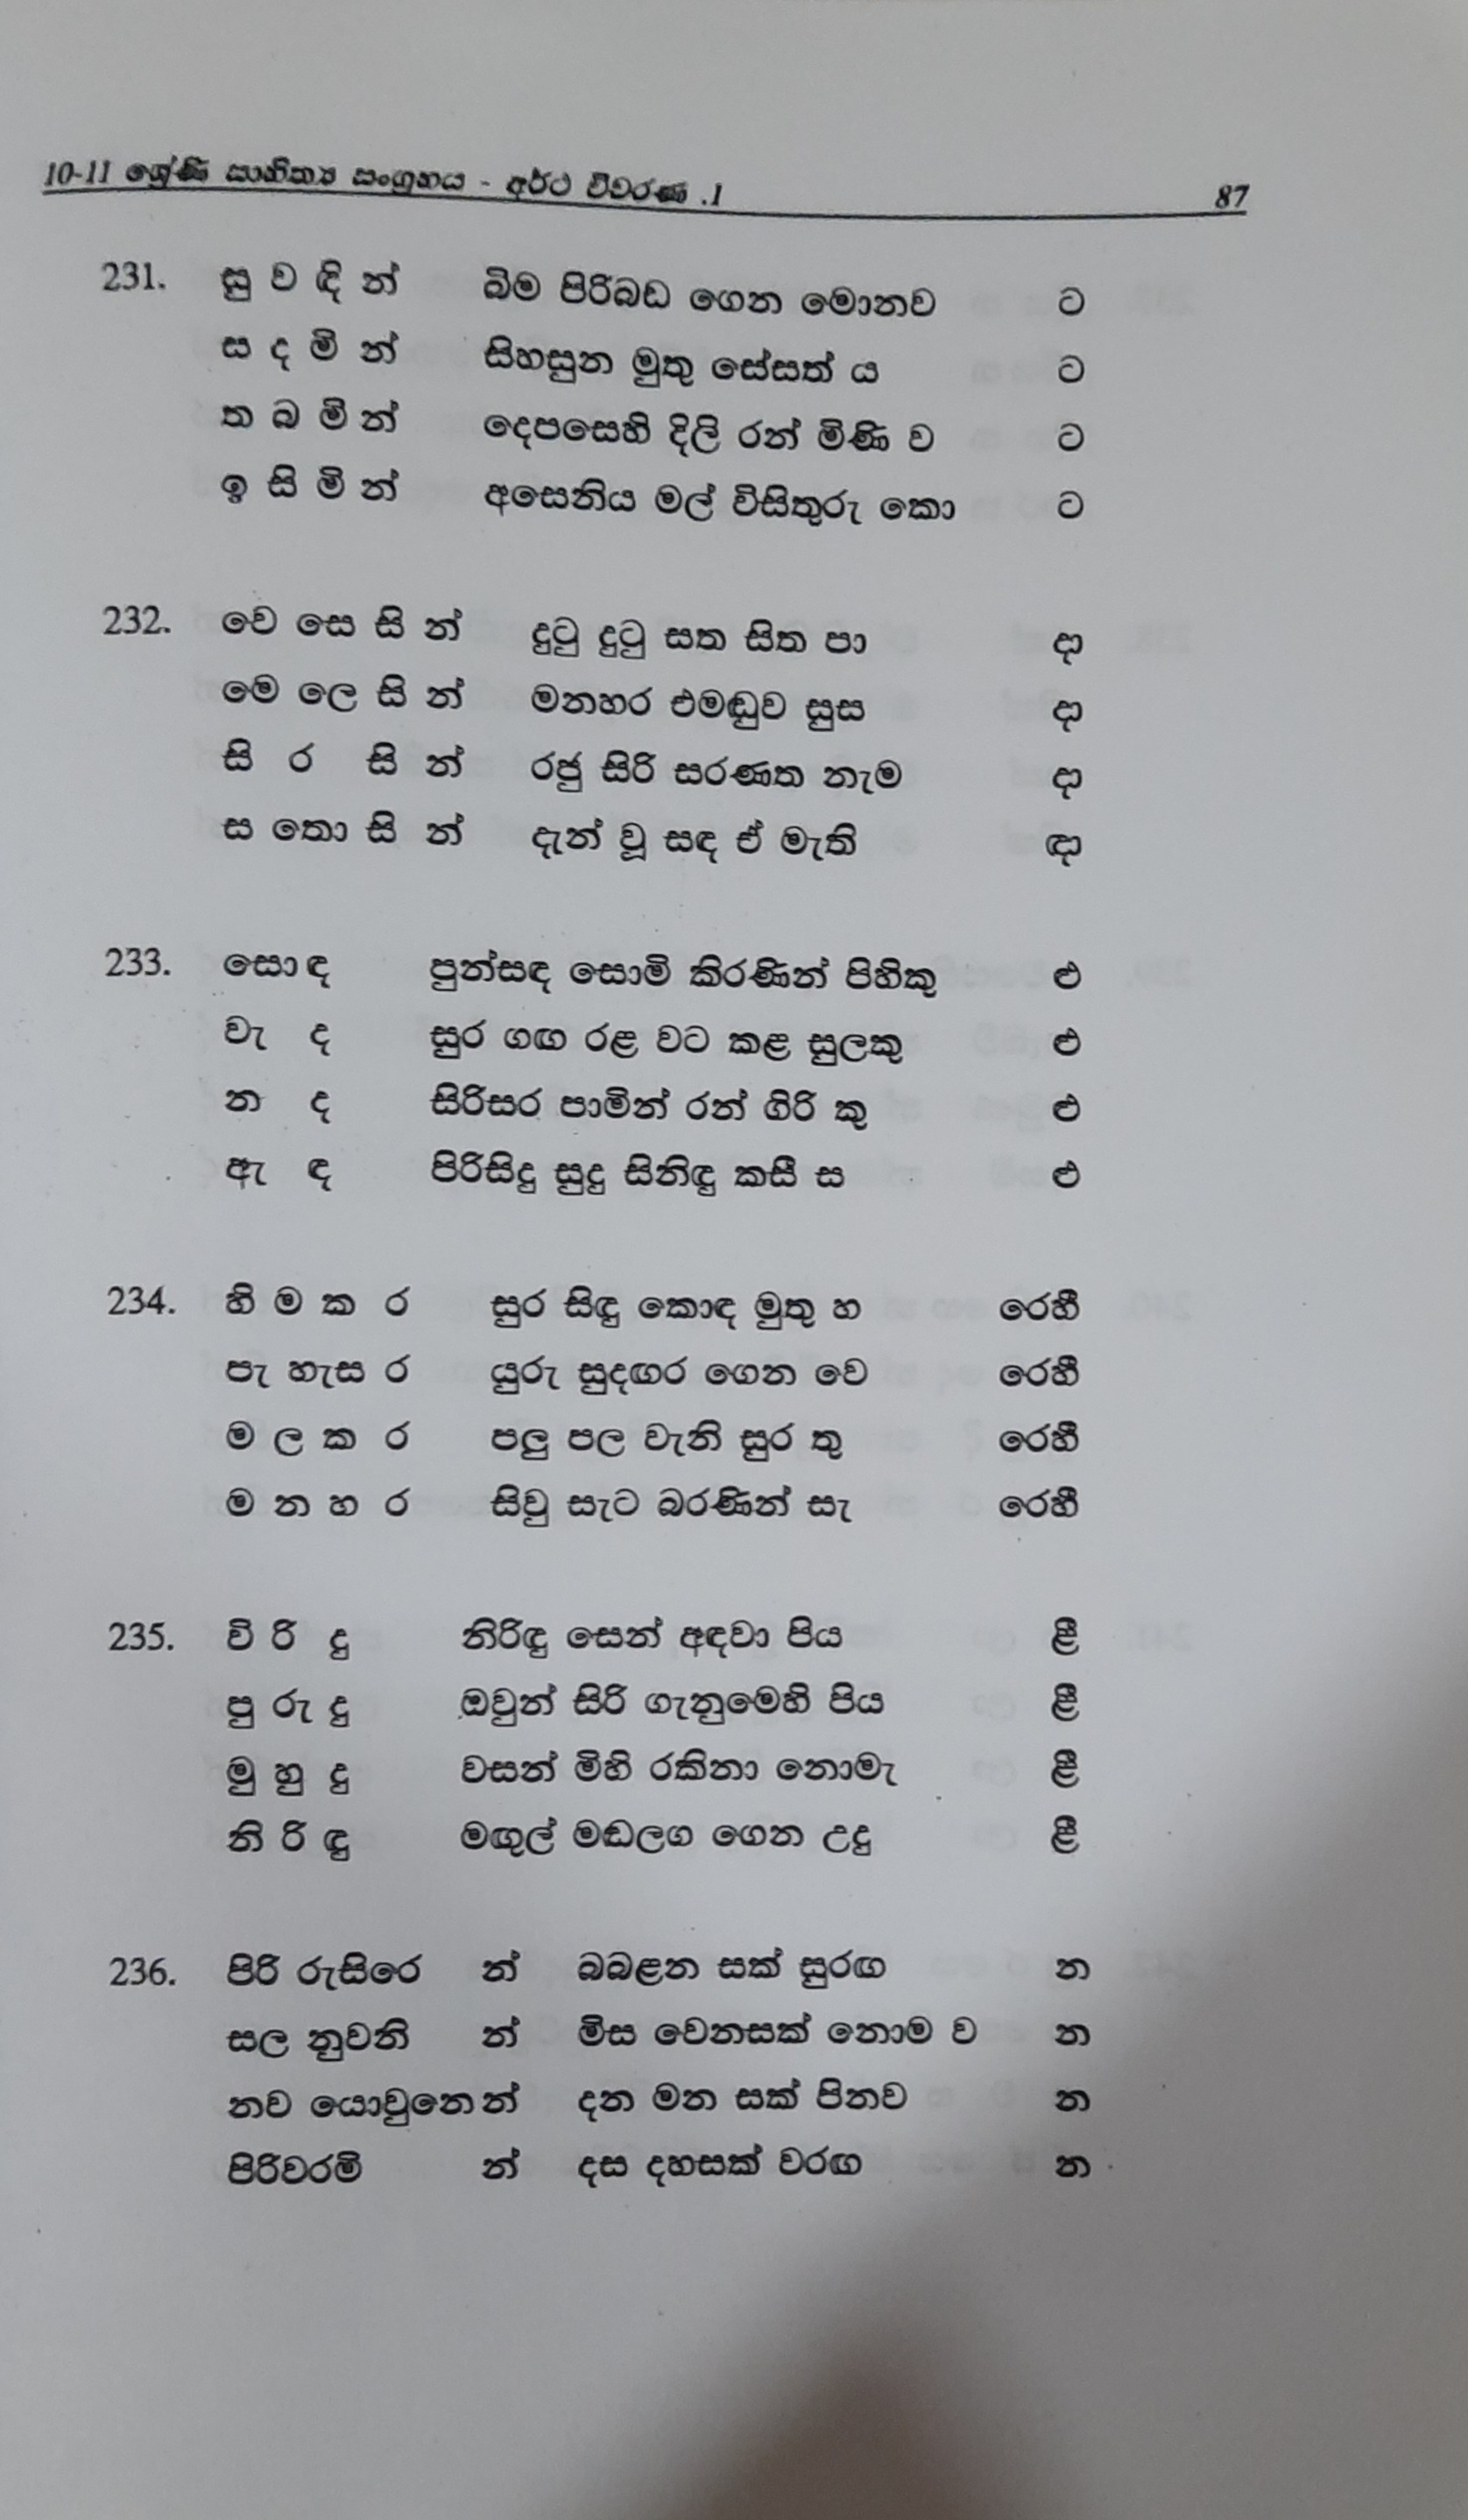 10-11 ශ්‍රේණි සාහිත්‍ය සංග්‍රහය - අර්ථ විවරණ .1 87
231. සු ව ඳි න් බිම පිරිබඩ ගෙන මොනව ට
ස ද මි න් සිහසුන මුතු සේසත් ය ට
ත බ මි න් දෙපසෙහි දිලි රන් මිණි ව ට
ඉ සි මි න් අසෙනිය මල් විසිතුරු කො ට
232. වෙ සෙ සි න් දුටු දුටු සත සිත පා දා
මෙ ලෙ සි න් මනහර එමඬුව සුස දා
සි ර සි න් රජු සිරි සරණත නැම දා
ස තො සි න් දැන් වූ සඳ ඒ මැති ඳා
233. සොඳ පුන්සඳ සොමි කිරණින් පිහිකු ළු
වැ ද සුර ගඟ රළ වට කළ සුලකු ළු
න ද සිරිසර පාමින් රන් ගිරි කු ළු
ඇ ඳ පිරිසිදු සුදු සිනිඳු කසී ස ළු
234. හි ම ක ර සුර සිඳු කොඳ මුතු හ රෙහී
පැ හැස ර යුරු සුදඟර ගෙන වෙ රෙහී
ම ල ක ර පලු පල වැනි සුර තු රෙහී
ම න හ ර සිවු සැට බරණින් සැ රෙහී
235. වි රි දු නිරිඳු සෙන් අඳවා පිය ළී
පු රු දු ඔවුන් සිරි ගැනුමෙහි පිය ළී
මු හු දු වසන් මිහි රකිනා නොමැ ළී
නි රි ඳු මඟුල් මඬලග ගෙන උදු ළී
236. පිරි රුසිරෙ න් බබළන සක් සුරඟ න
සල නුවනි න් මිස වෙනසක් නොම ව න
නව යොවුනෙන් දන මන සක් පිනව න
පිරිවරමි න් දස දහසක් වරඟ න